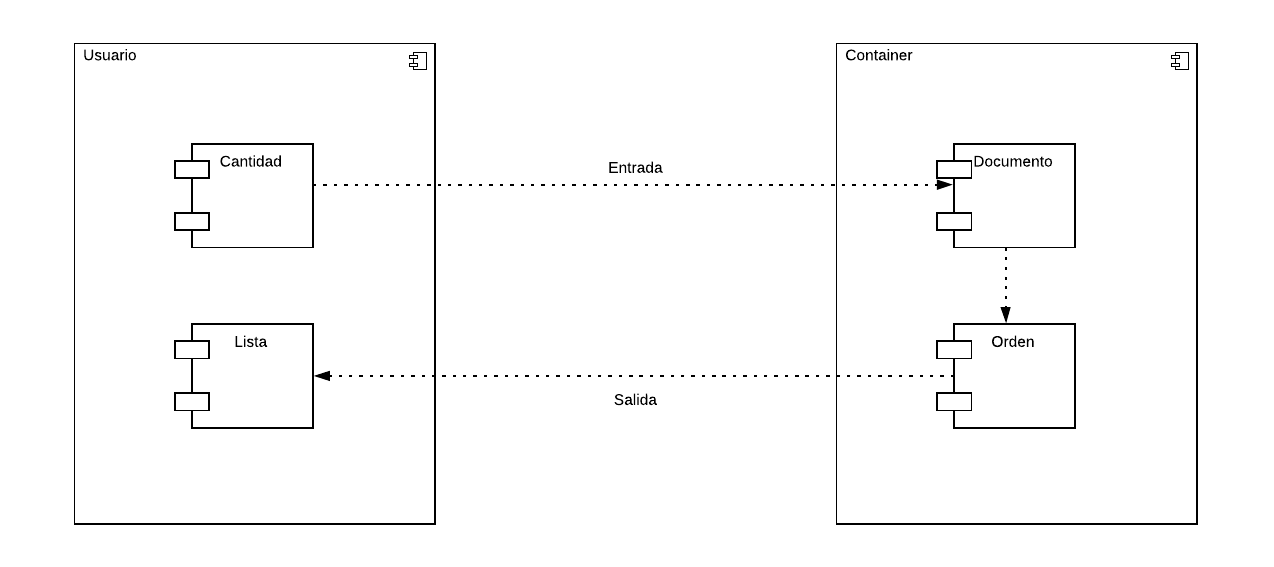 Usuario
Container
Cantidad
Entrada
Documento
Lista
Orden
Salida